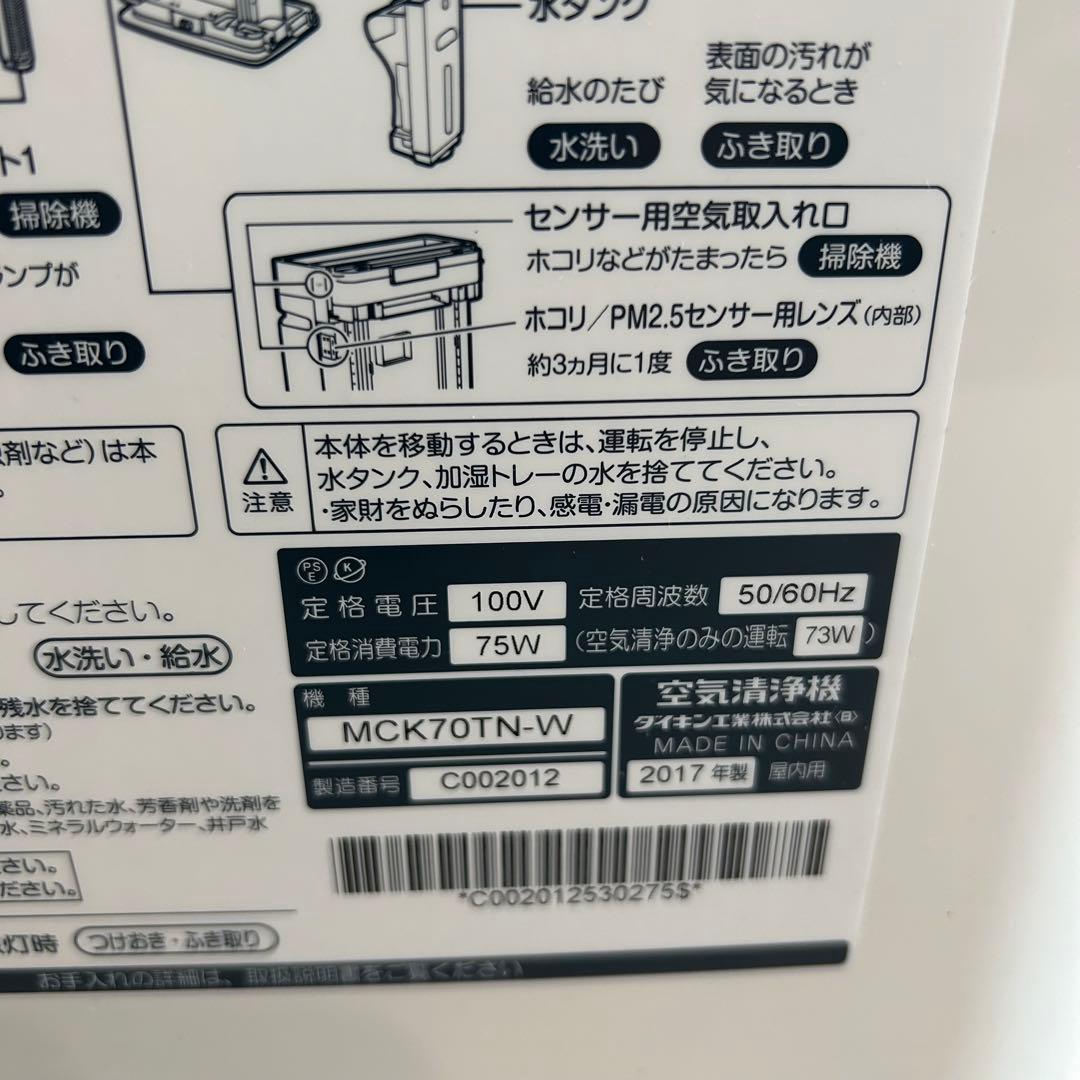 水タンク
給水のたび
水洗い
表面の汚れが
気になるとき
ふき取り
ト1
掃除機
ランプが
ふき取り
センサー用空気取入れ口
ホコリなどがたまったら 掃除機
ホコリ/PM2.5センサー用レンズ(内部)
約3ヵ月に1度 ふき取り
剤など)は本
。
注意
本体を移動するときは、運転を停止し、
水タンク、加湿トレーの水を捨ててください。
・家財をぬらしたり、感電・漏電の原因になります。
してください。
水洗い・給水
残水を捨ててください。
ます)
。
さい。
薬品、汚れた水、芳香剤や洗剤を
水、ミネラルウォーター、井戸水
ださい。
ださい。
灯時 つけおき・ふき取り
お手入れの詳細は、取扱説明書をご覧ください
PS
E
K
定格電圧 100V 定格周波数 50/60Hz
定格消費電力 75W (空気清浄のみの運転 73W)
機種
MCK70TN-W
製造番号 C002012
空気清浄機
ダイキン工業株式会社〈日〉
MADE IN CHINA
2017年製 屋内用
*C002012530275$*